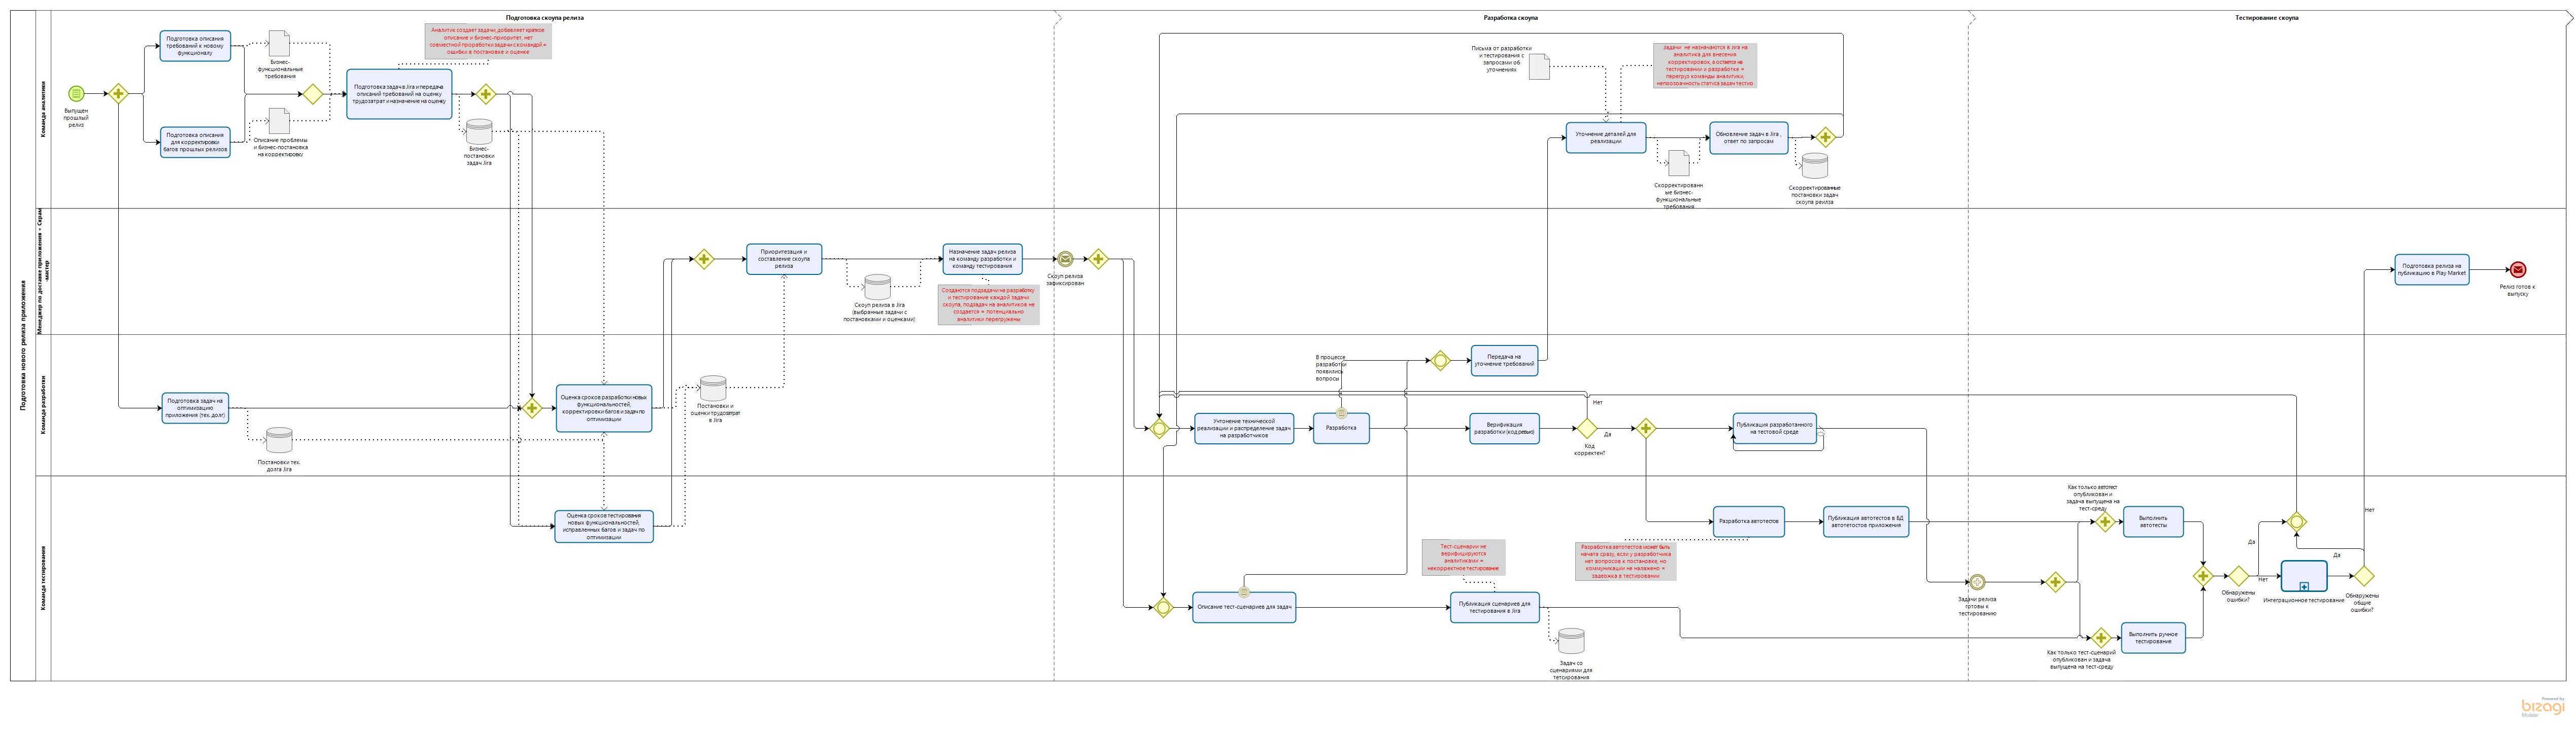 Подготовка скоупа релиза
Разработка скоупа
Тестирование скоупа
Подготовка нового релиза приложения
Команда аналитики
Выпущен
прошлый
релиз
Подготовка описания
требований к новому
функционалу
Бизнес-
функциональные
требования
Подготовка описания
для корректировки
багов прошлых релизов
Описание проблемы
и бизнес-постановка
на корректировку
Аналитик создает задачи, добавляет краткое
описание и бизнес-приоритет; нет
совместной проработки задачи с командой =
ошибки в постановке и оценке
Подготовка задач в Jira и передача
описаний требований на оценку
трудозатрат и назначение на оценку
Бизнес-
постановки
задач Jira
Письма от разработки
и тестирования с
запросами об
уточнениях
Задачи не назначаются в Jira на
аналитика для внесения
корректировок, а остается на
тестировании и разработке =
перегруз команды аналитики,
непрозрачность статуса задач тестир
Уточнение деталей для
реализации
Скорректированн
ые бизнес-
функциональные
требования
Обновление задач в Jira ,
ответ по запросам
Скорректированные
постановки задач
скоупа релиза
Менеджер по доставке приложения + Скрам
-мастер
Приоритезация и
составление скоупа
релиза
Скоуп релиза в Jira
(выбранные задачи с
постановками и оценками)
Назначение задач релиза
на команду разработки и
команду тестирования
Создаются подзадачи не разработку
и тестирование каждой задачи
скоупа, подзадач на аналитиков не
создается = потенциально
аналитики перегружены
Скоуп релиза
зафиксирован
Подготовка релиза на
публикацию в Play Market
Релиз готов к
выпуску
Команда разработки
Подготовка задач на
оптимизацию
приложения (тех. долг)
Постановки тех.
долга Jira
Оценка сроков разработки новых
функциональностей,
корректировки багов и задач по
оптимизации
Постановки и
оценки трудозатрат
в Jira
В процессе
разработки
появились
вопросы
Передача на
уточнение требований
Учтонение технической
реализации и распределение задач
на разработчиков
Разработка
Верификация
разработки (код ревью)
Нет
Да
Код
корректен?
Публикация разработанного
на тестовой среде
Команда тестирования
Оценка сроков тестирования
новых функциональностей,
исправленных багов и задач по
оптимизации
Описание тест-сценариев для задач
Тест-сценарии не
верифицируются
аналитиками =
некорректное тестирование
Публикация сценариев для
тестирования в Jira
Задач со
сценариями для
тетсирования
Разработка автотестов
Разработка автотестов может быть
начата сразу, если у разработчика
нет вопросов к постановке, но
коммуникации не налажено =
задержка в тестировании
Публикация автотестов в БД
автотетостов приложения
Задачи релиза
готовы к
тестированию
Как только автотест
опубликован и
задача выпущена на
тест-среду
Выполнить
автотесты
Как только тест-сценарий
опубликован и задача
выпущена на тест-среду
Выполнить ручное
тестирование
Обнаружены
ошибки?
Да
Нет
Интеграционное тестирование
Да
Нет
Обнаружены
общие
ошибки?
Powered by
bizagi
Modeler